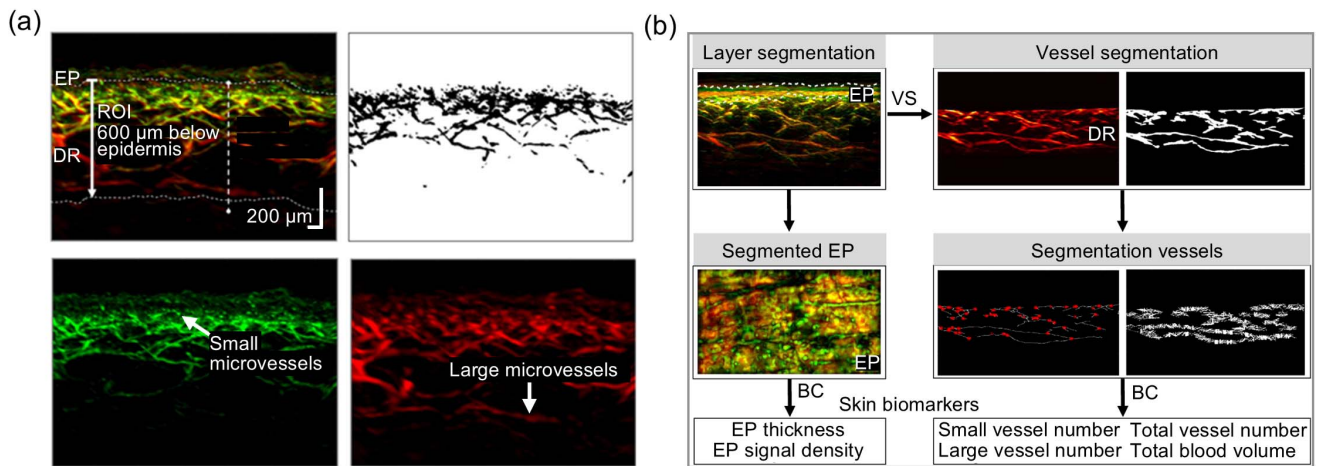 (a)
EP
ROI
600 μm below
epidermis
DR
200 μm
Small
microvessels
Large microvessels
(b)
Layer segmentation
EP
VS
Vessel segmentation
DR
Segmented EP
EP
Segmentation vessels
BC
Skin biomarkers
BC
EP thickness
EP signal density
Small vessel number Total vessel number
Large vessel number Total blood volume